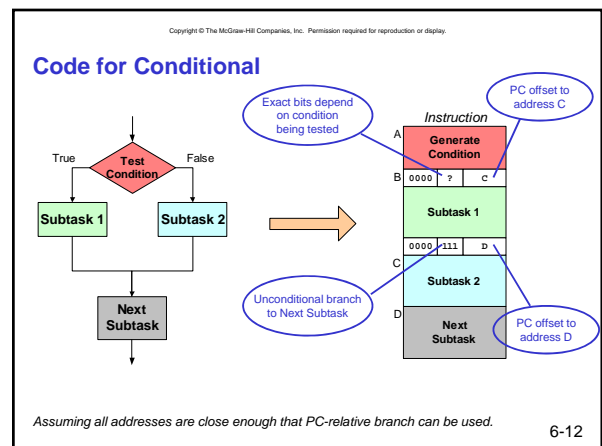 Copyright © The McGraw-Hill Companies, Inc. Permission required for reproduction or display.
Code for Conditional
True
Test
Condition
False
Subtask 1
Subtask 2
Next
Subtask
Exact bits depend
on condition
being tested
PC offset to
address C
Instruction
A
Generate
Condition
B
0000 ? C
Subtask 1
0000 111 D
C
Subtask 2
Unconditional branch
to Next Subtask
D
Next
Subtask
PC offset to
address D
Assuming all addresses are close enough that PC-relative branch can be used.
6-12